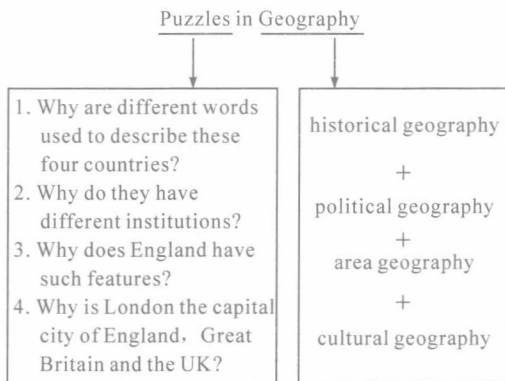 Puzzles in Geography
1. Why are different words
used to describe these
four countries?
2. Why do they have
different institutions?
3. Why does England have
such features?
4. Why is London the capital
city of England, Great
Britain and the UK?
historical geography
+
political geography
+
area geography
+
cultural geography